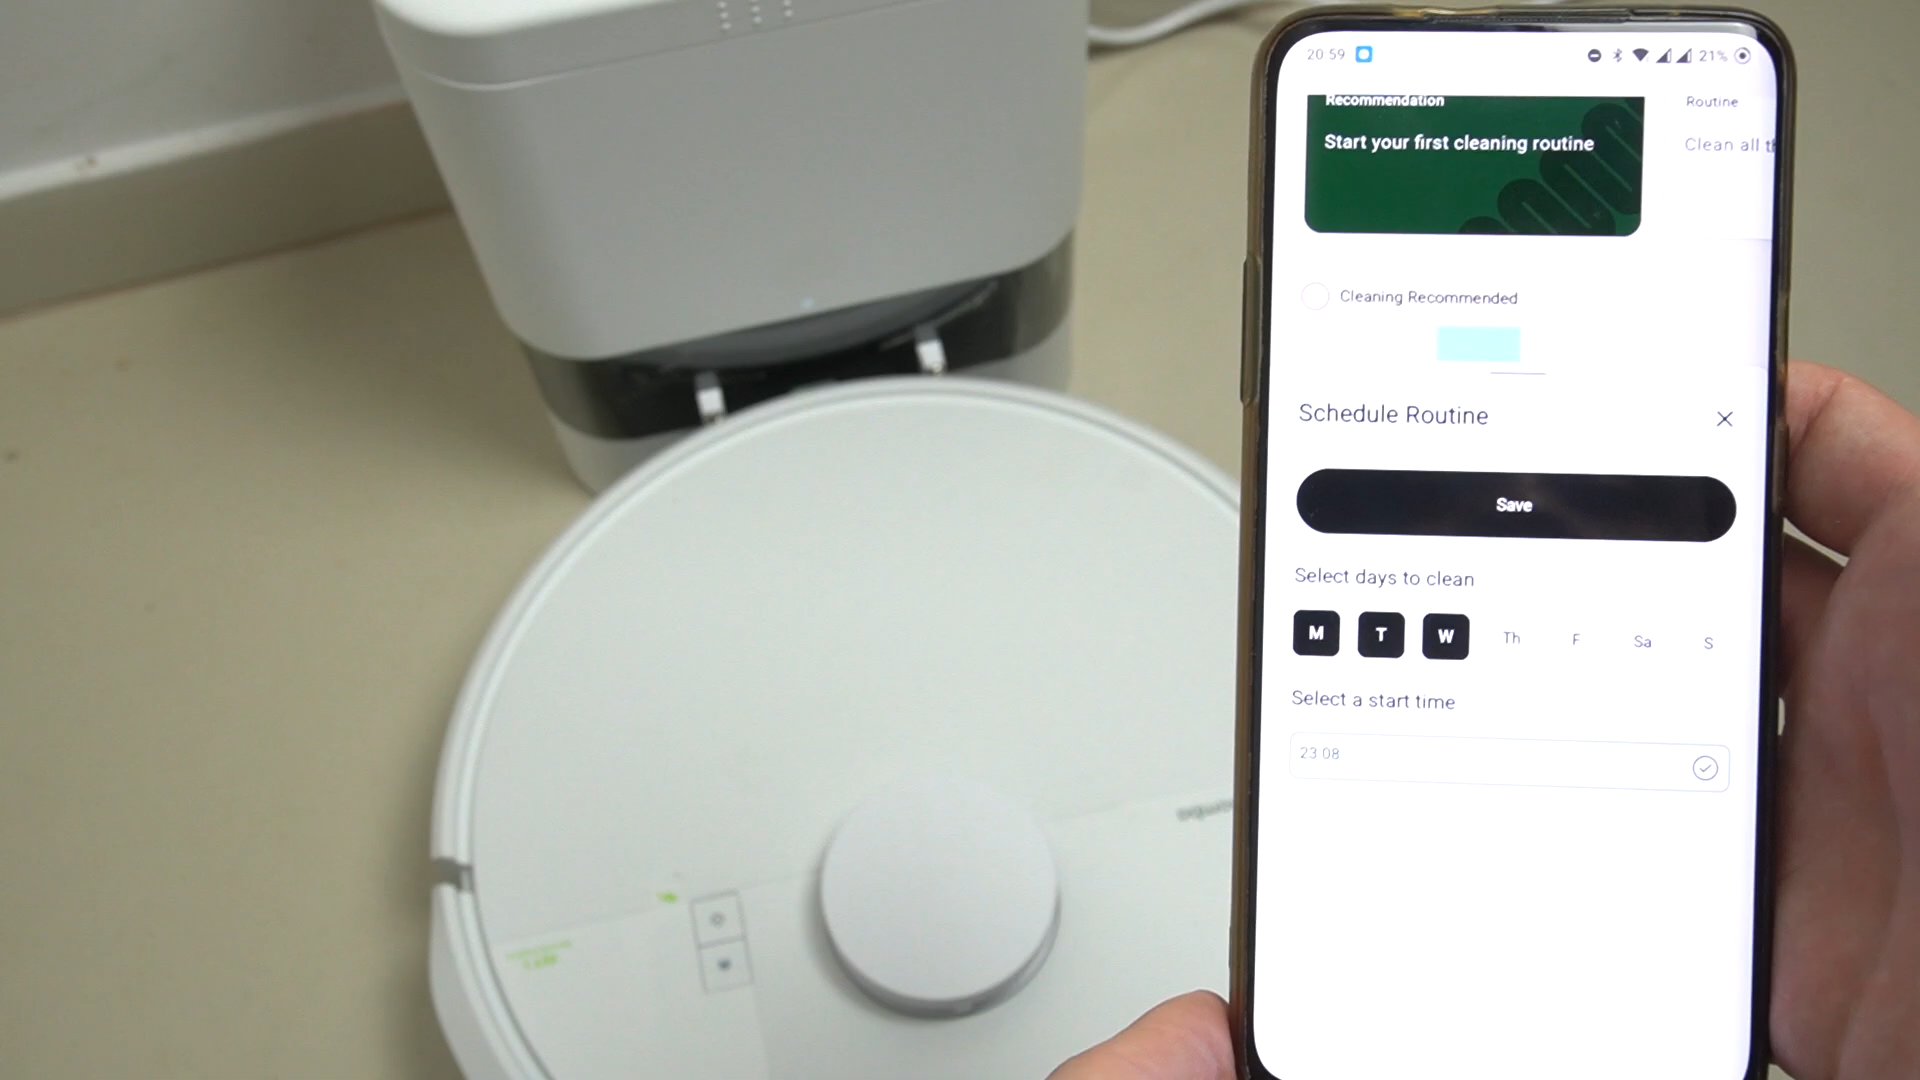 20 59
21%
Recommendation
Start your first cleaning routine
Routine
Clean all th
Cleaning Recommended
Schedule Routine
Save
Select days to clean
M T W Th F Sa S
Select a start time
23 08